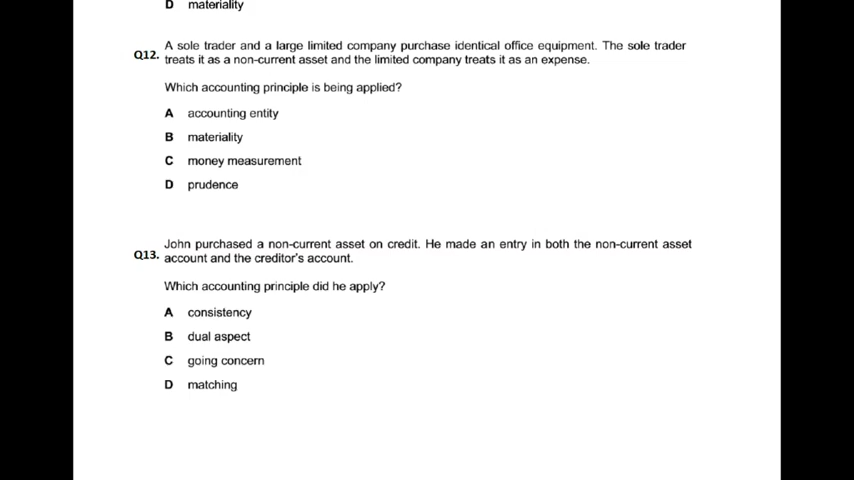 D materiality
Q12. A sole trader and a large limited company purchase identical office equipment. The sole trader
treats it as a non-current asset and the limited company treats it as an expense.
Which accounting principle is being applied?
A accounting entity
B materiality
C money measurement
D prudence
Q13. John purchased a non-current asset on credit. He made an entry in both the non-current asset
account and the creditor's account.
Which accounting principle did he apply?
A consistency
B dual aspect
C going concern
D matching